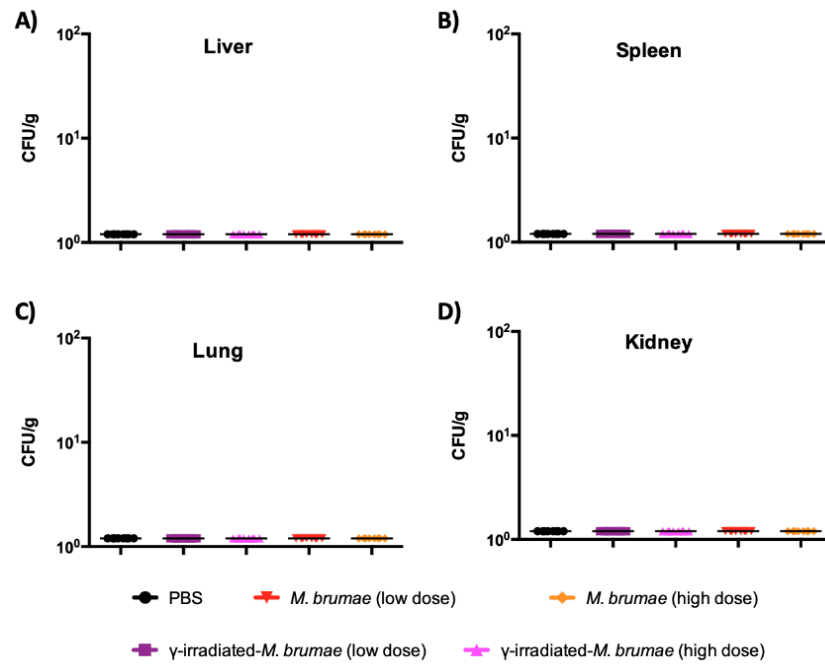 A)
Liver
CFU/g
10²
10¹
10⁰
B)
Spleen
CFU/g
10²
10¹
10⁰
C)
Lung
CFU/g
10²
10¹
10⁰
D)
Kidney
CFU/g
10²
10¹
10⁰
PBS M. brumae (low dose) M. brumae (high dose)
γ-irradiated-M. brumae (low dose) γ-irradiated-M. brumae (high dose)